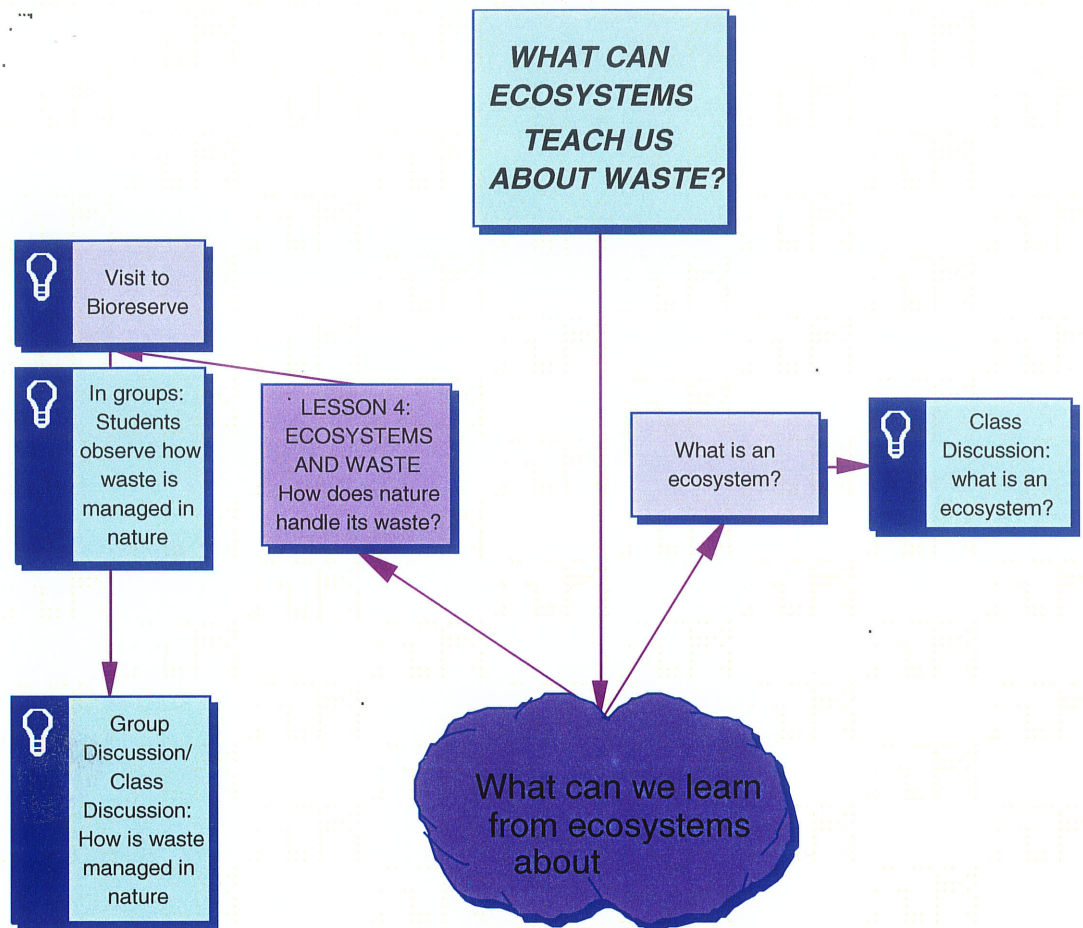 WHAT CAN
ECOSYSTEMS
TEACH US
ABOUT WASTE?
Visit to
Bioreserve
In groups:
Students
observe how
waste is
managed in
nature
LESSON 4:
ECOSYSTEMS
AND WASTE
How does nature
handle its waste?
What is an
ecosystem?
Class
Discussion:
what is an
ecosystem?
Group
Discussion/
Class
Discussion:
How is waste
managed in
nature
What can we learn
from ecosystems
about